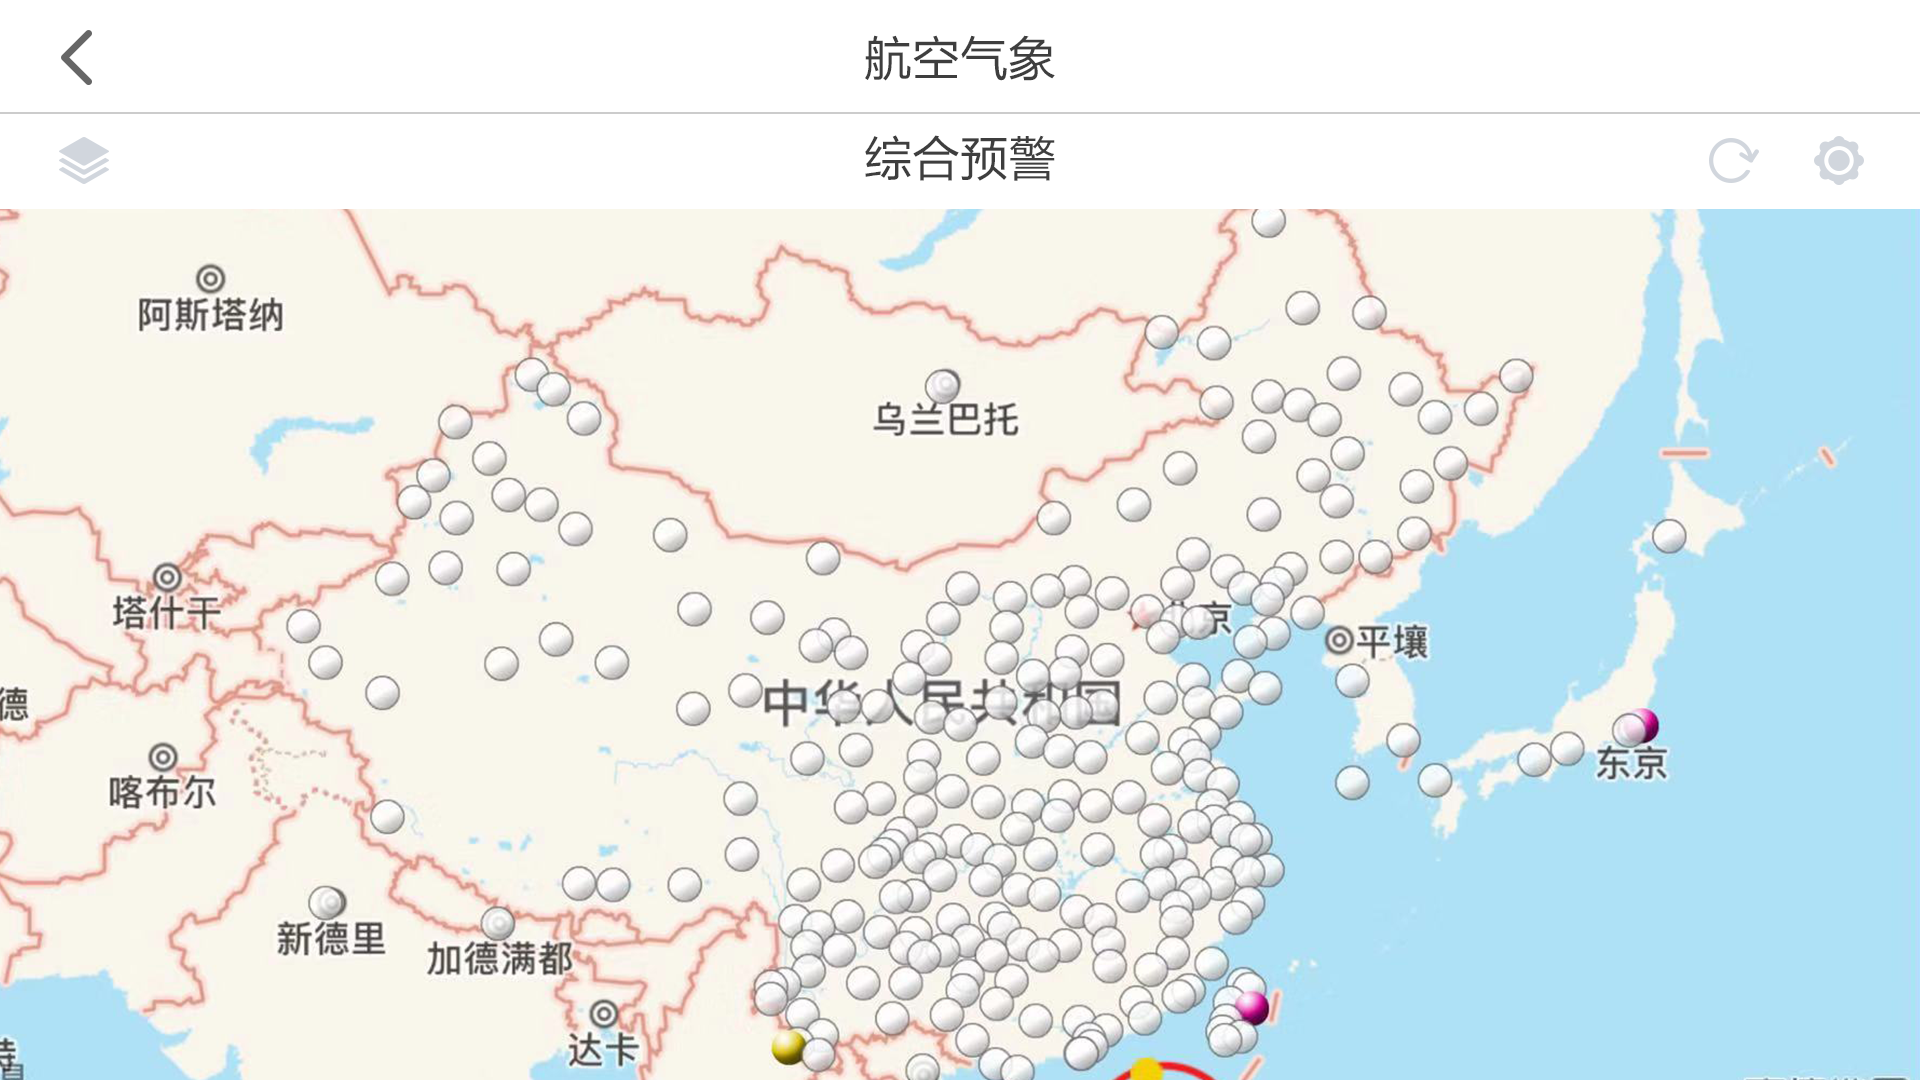 航空气象
综合预警
阿斯塔纳
乌兰巴托
塔什干
北京
平壤
德
中华人民共和国
喀布尔
东京
新德里
加德满都
达卡